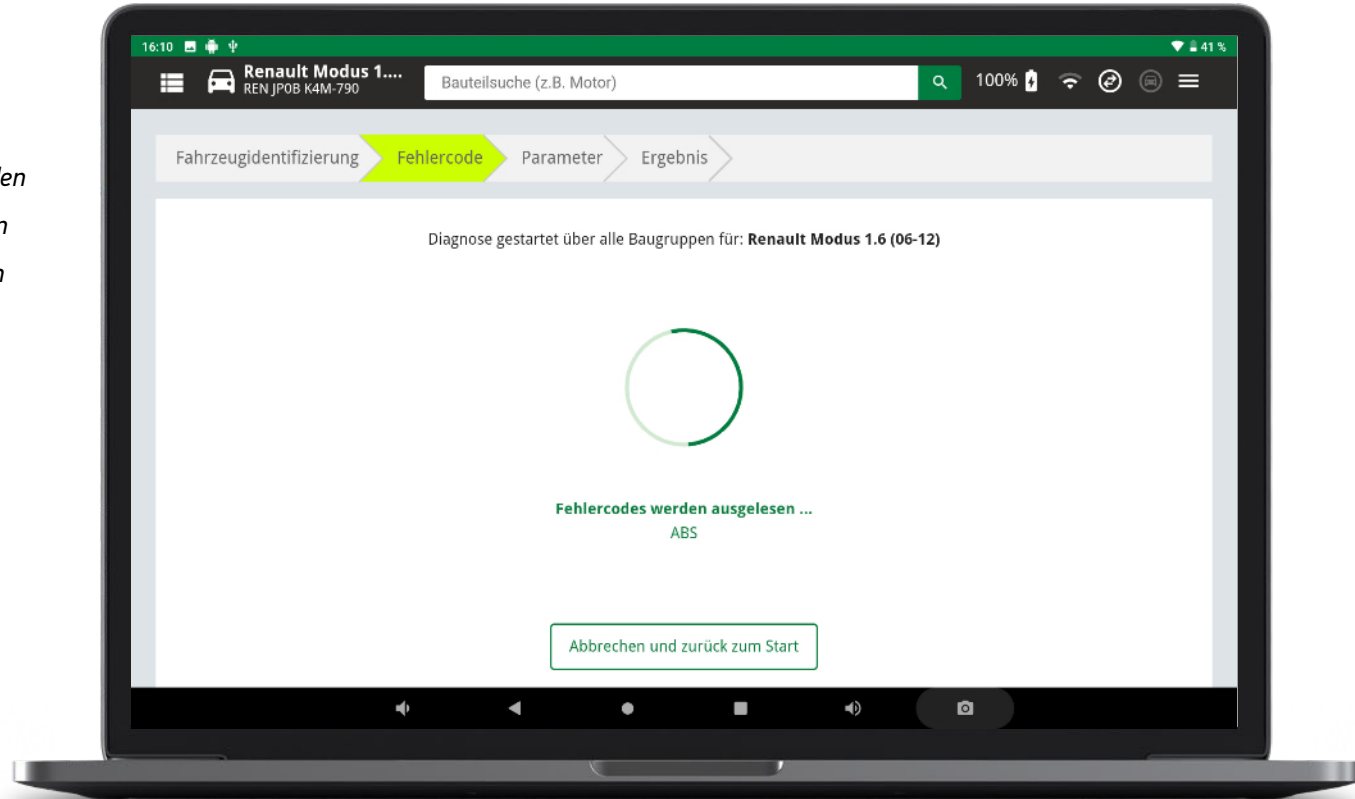 16:10
41 %
Renault Modus 1....
REN JP0B K4M-790
Bauteilsuche (z.B. Motor)
100%
Fahrzeugidentifizierung
Fehlercode
Parameter
Ergebnis
Diagnose gestartet über alle Baugruppen für: Renault Modus 1.6 (06-12)
Fehlercodes werden ausgelesen ...
ABS
Abbrechen und zurück zum Start